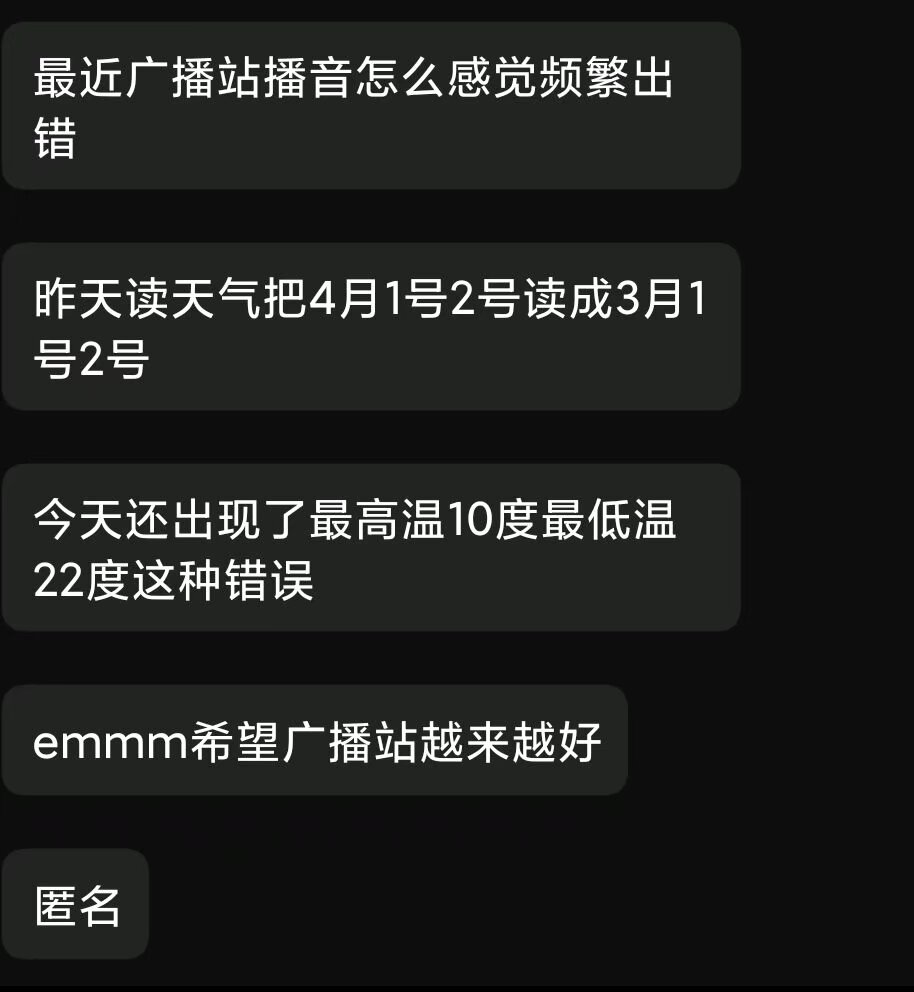 最近广播站播音怎么感觉频繁出
错
昨天读天气把4月1号2号读成3月1
号2号
今天还出现了最高温10度最低温
22度这种错误
emmm希望广播站越来越好
匿名